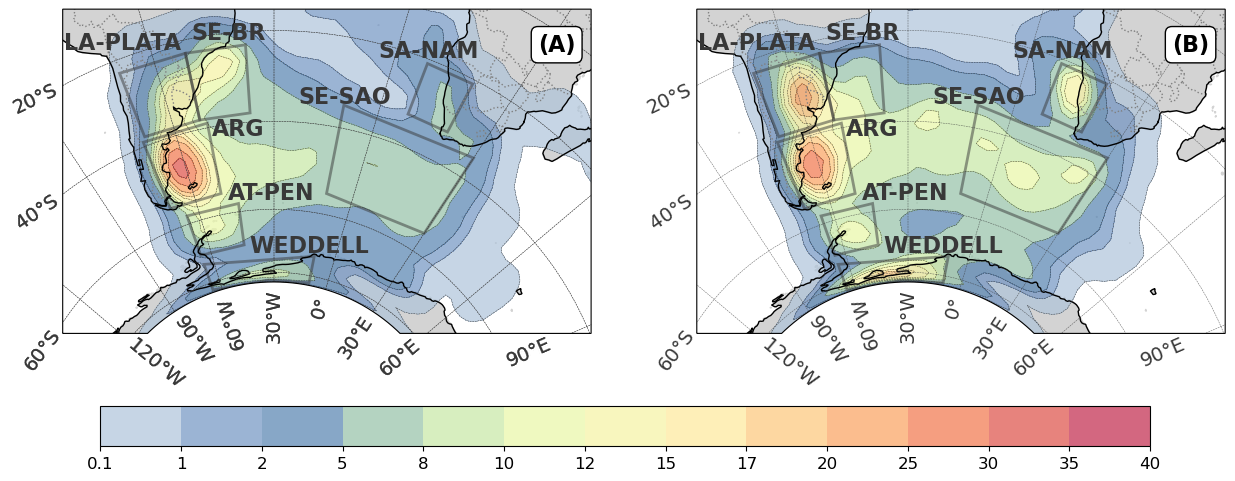 LA-PLATA SE-BR SA-NAM (A)
SE-SAO
ARG
AT-PEN
WEDDELL
20°S
40°S
60°S 120°W 90°W 60°W 30°W 0° 30°E 60°E 90°E
LA-PLATA SE-BR SA-NAM (B)
SE-SAO
ARG
AT-PEN
WEDDELL
20°S
40°S
60°S 120°W 90°W 60°W 30°W 0° 30°E 60°E 90°E
0.1 1 2 5 8 10 12 15 17 20 25 30 35 40